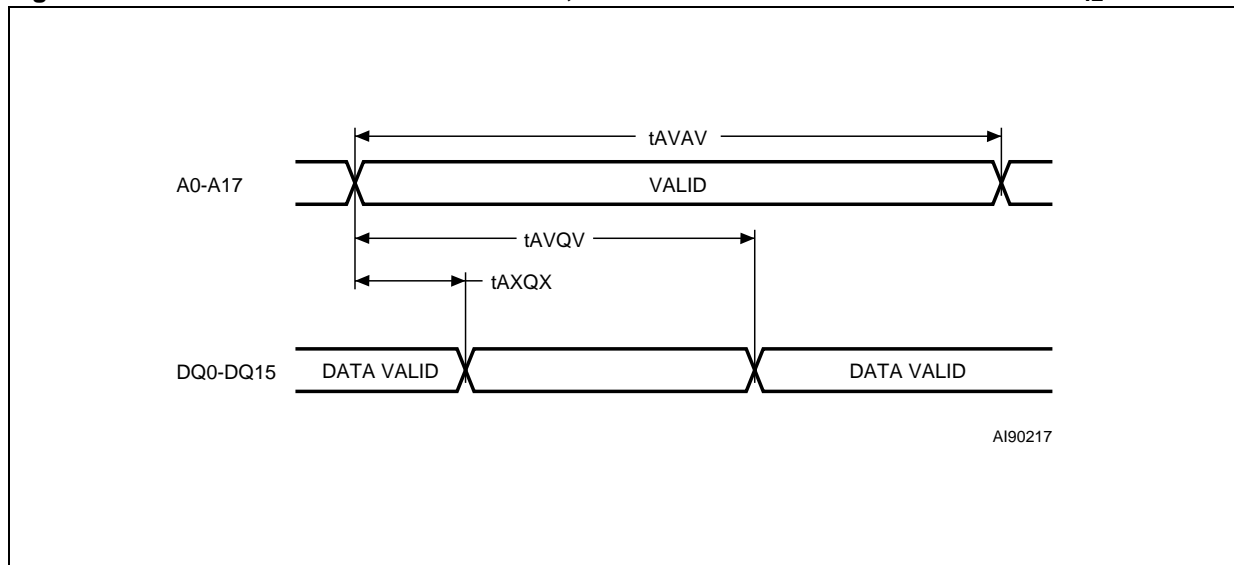 tAVAV
A0-A17 VALID
tAVQV
tAXQX
DQ0-DQ15 DATA VALID DATA VALID
AI90217